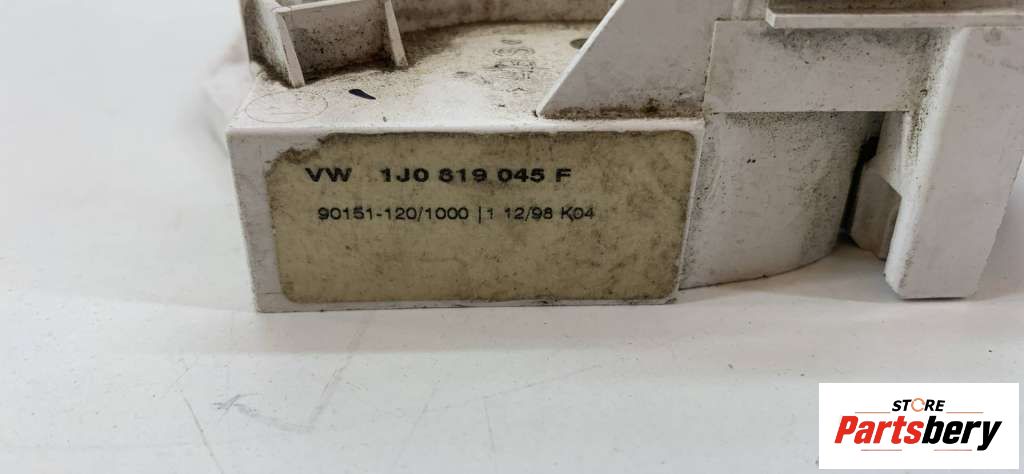 VW 1J0 819 045 F
90151-120/1000 | 1 12/98 K04
STORE
Partsbery